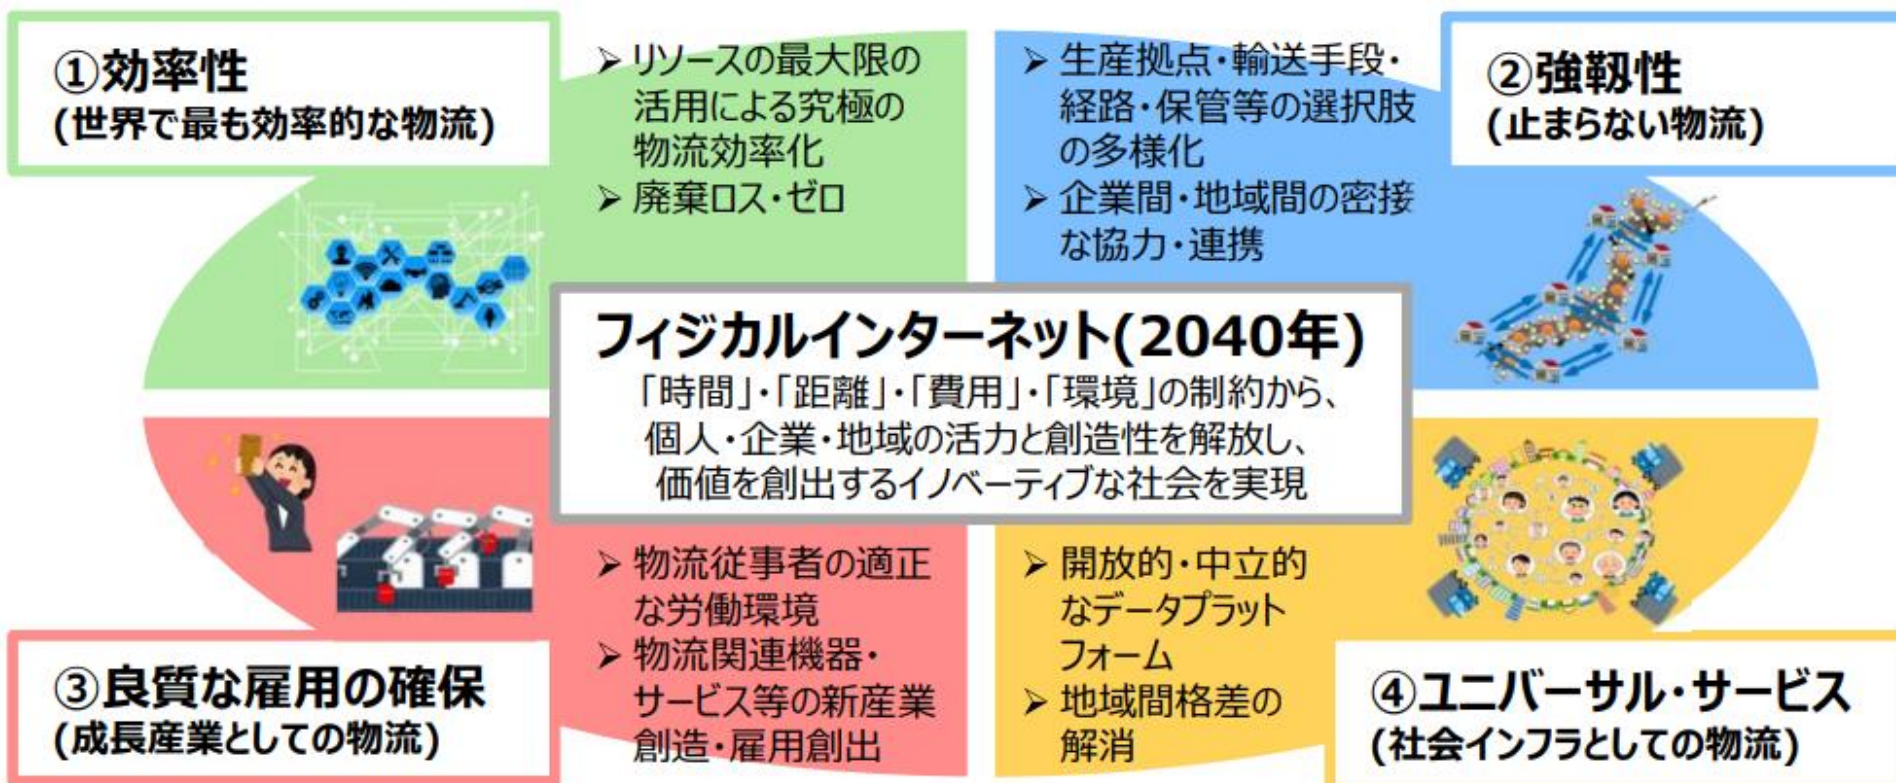 ①効率性
(世界で最も効率的な物流)
➢ リソースの最大限の
活用による究極の
物流効率化
➢ 廃棄ロス・ゼロ
➢ 生産拠点・輸送手段・
経路・保管等の選択肢
の多様化
➢ 企業間・地域間の密接
な協力・連携
②強靱性
(止まらない物流)
フィジカルインターネット(2040年)
「時間」・「距離」・「費用」・「環境」の制約から、
個人・企業・地域の活力と創造性を解放し、
価値を創出するイノベーティブな社会を実現
③良質な雇用の確保
(成長産業としての物流)
➢ 物流従事者の適正
な労働環境
➢ 物流関連機器・
サービス等の新産業
創造・雇用創出
➢ 開放的・中立的
なデータプラット
フォーム
➢ 地域間格差の
解消
④ユニバーサル・サービス
(社会インフラとしての物流)